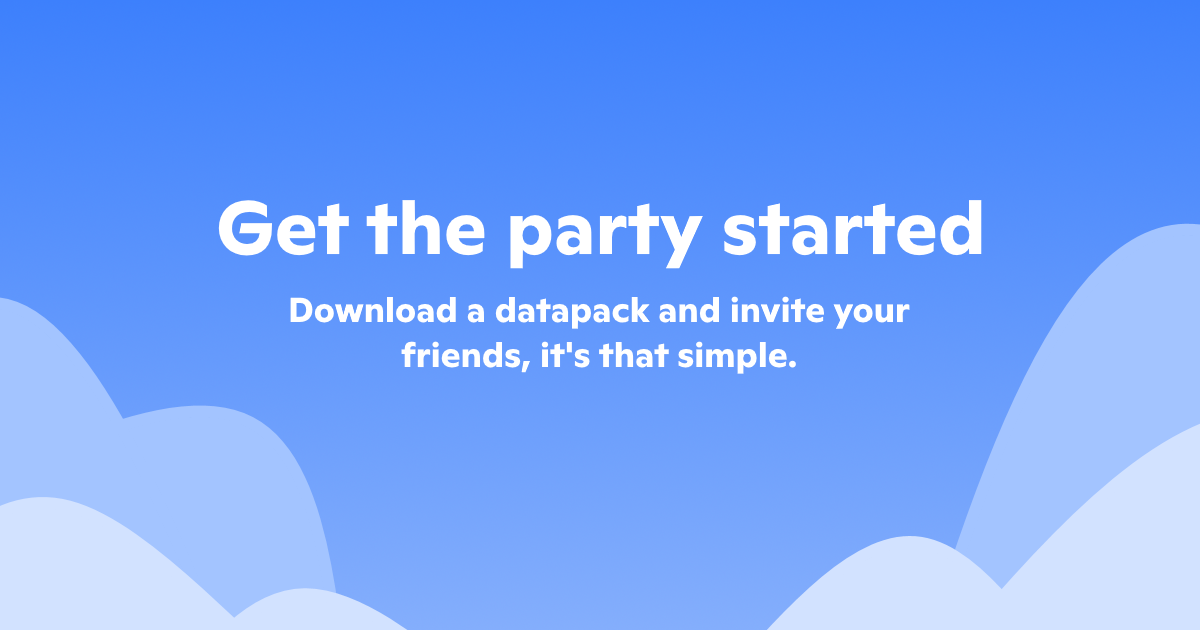 Get the party started
Download a datapack and invite your
friends, it's that simple.